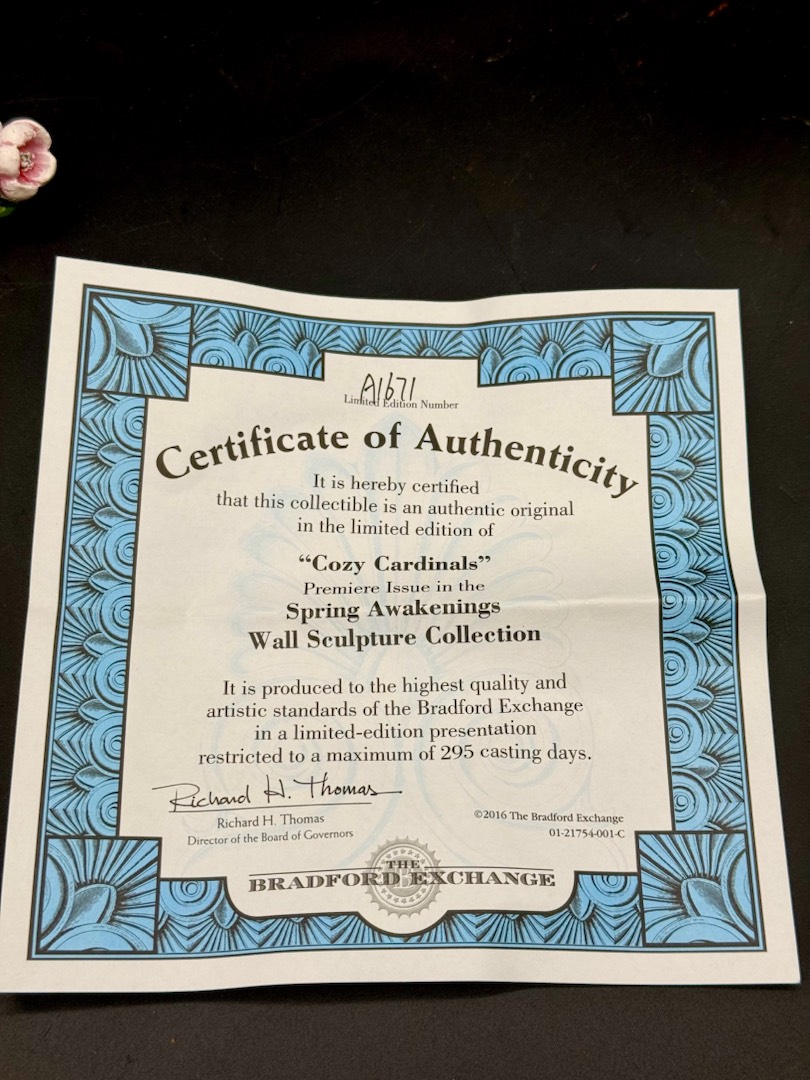 A1671
Limited Edition Number
Certificate of Authenticity
It is hereby certified
that this collectible is an authentic original
in the limited edition of
“Cozy Cardinals”
Premiere Issue in the
Spring Awakenings
Wall Sculpture Collection
It is produced to the highest quality and
artistic standards of the Bradford Exchange
in a limited-edition presentation
restricted to a maximum of 295 casting days.
Richard H. Thomas
Richard H. Thomas
Director of the Board of Governors
©2016 The Bradford Exchange
01-21754-001-C
THE
BRADFORD EXCHANGE